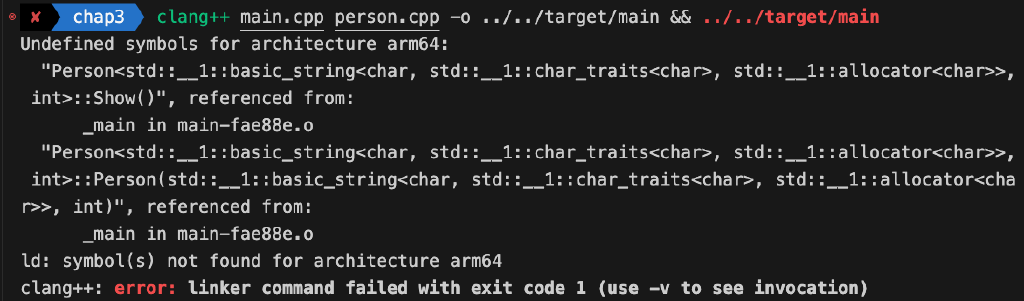 ✘ chap3 clang++ main.cpp person.cpp -o ../../target/main && ../../target/main
Undefined symbols for architecture arm64:
"Person<std::__1::basic_string<char, std::__1::char_traits<char>, std::__1::allocator<char>>,
int>::Show()", referenced from:
_main in main-fae88e.o
"Person<std::__1::basic_string<char, std::__1::char_traits<char>, std::__1::allocator<char>>,
int>::Person(std::__1::basic_string<char, std::__1::char_traits<char>, std::__1::allocator<cha
r>>, int)", referenced from:
_main in main-fae88e.o
ld: symbol(s) not found for architecture arm64
clang++: error: linker command failed with exit code 1 (use -v to see invocation)